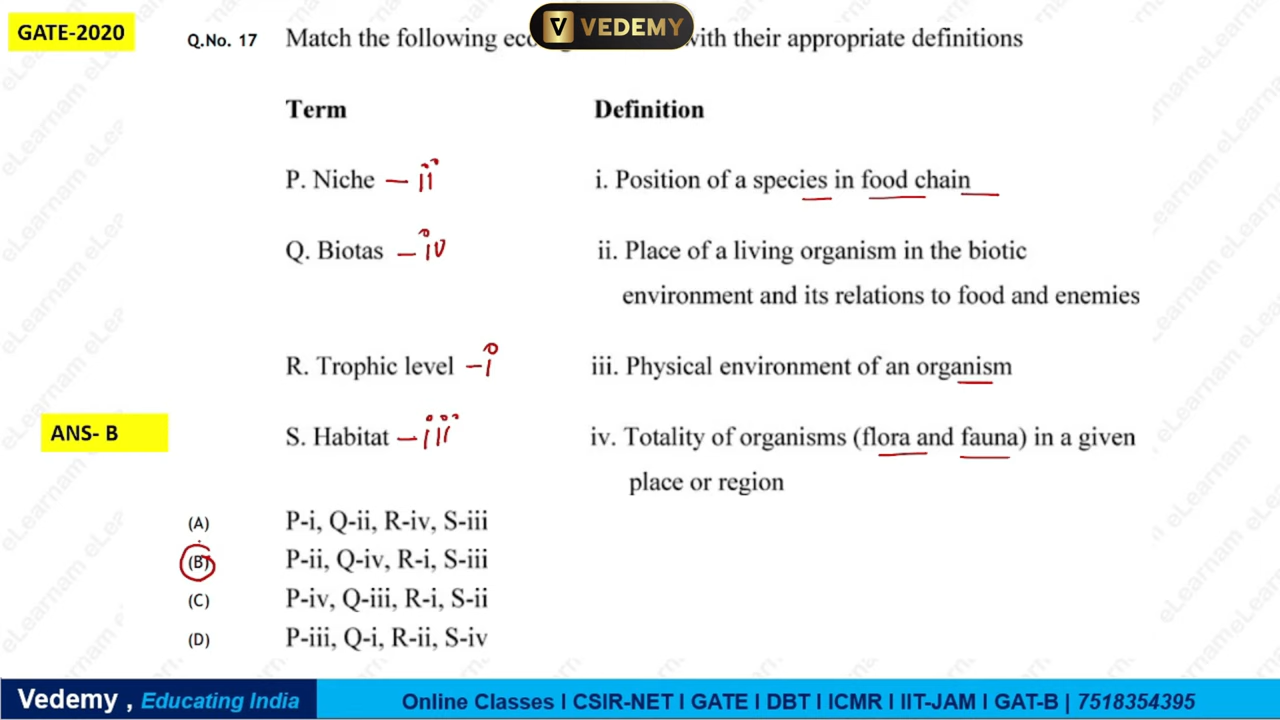 GATE-2020
VEDEMY
Q.No. 17 Match the following with their appropriate definitions
Term Definition
P. Niche – ii i. Position of a species in food chain
Q. Biotas – iv ii. Place of a living organism in the biotic
environment and its relations to food and enemies
R. Trophic level – i iii. Physical environment of an organism
ANS- B
S. Habitat – iii iv. Totality of organisms (flora and fauna) in a given
place or region
(A) P-i, Q-ii, R-iv, S-iii
(B) P-ii, Q-iv, R-i, S-iii
(C) P-iv, Q-iii, R-i, S-ii
(D) P-iii, Q-i, R-ii, S-iv
Vedemy , Educating India Online Classes I CSIR-NET I GATE I DBT I ICMR I IIT-JAM I GAT-B | 7518354395